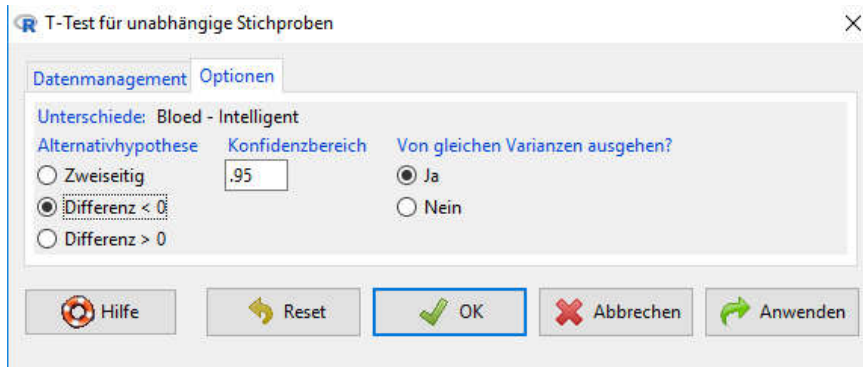 T-Test für unabhängige Stichproben
Datenmanagement Optionen
Unterschiede: Bloed - Intelligent
Alternativhypothese Konfidenzbereich Von gleichen Varianzen ausgehen?
Zweiseitig .95 Ja
Differenz < 0 Nein
Differenz > 0
Hilfe Reset OK Abbrechen Anwenden